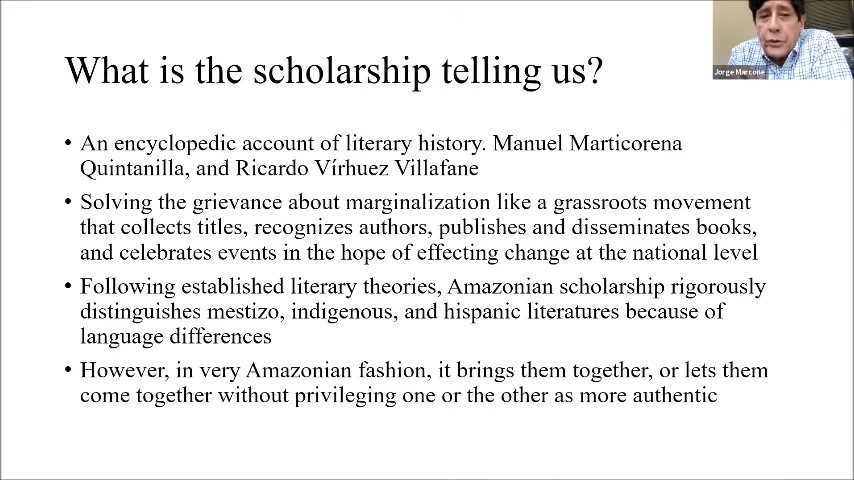 What is the scholarship telling us?
Jorge Marcone
• An encyclopedic account of literary history. Manuel Marticorena
Quintanilla, and Ricardo Vírhuez Villafane
• Solving the grievance about marginalization like a grassroots movement
that collects titles, recognizes authors, publishes and disseminates books,
and celebrates events in the hope of effecting change at the national level
• Following established literary theories, Amazonian scholarship rigorously
distinguishes mestizo, indigenous, and hispanic literatures because of
language differences
• However, in very Amazonian fashion, it brings them together, or lets them
come together without privileging one or the other as more authentic